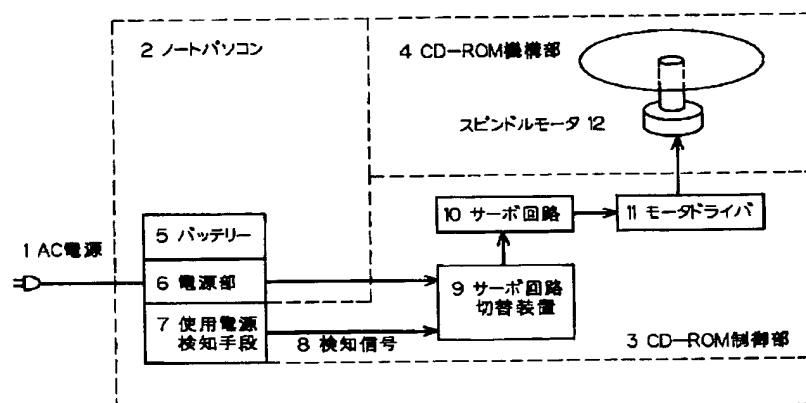 2 ノートパソコン
4 CD-ROM機構部
スピンドルモータ 12
10 サーボ回路
11 モータドライバ
1 AC電源
5 バッテリー
6 電源部
9 サーボ回路
切替装置
7 使用電源
検知手段
8 検知信号
3 CD-ROM制御部